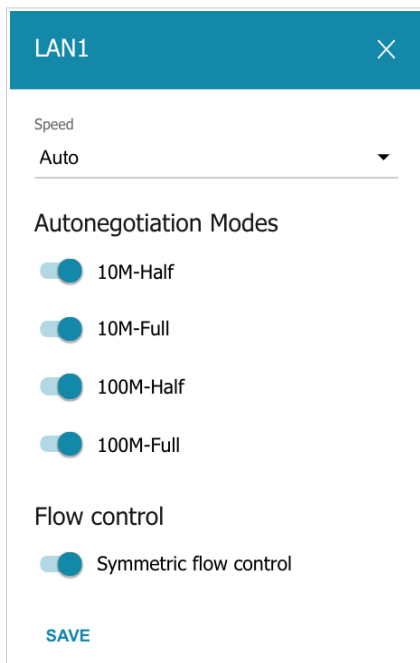 LAN1
Speed
Auto
Autonegotiation Modes
10M-Half
10M-Full
100M-Half
100M-Full
Flow control
Symmetric flow control
SAVE